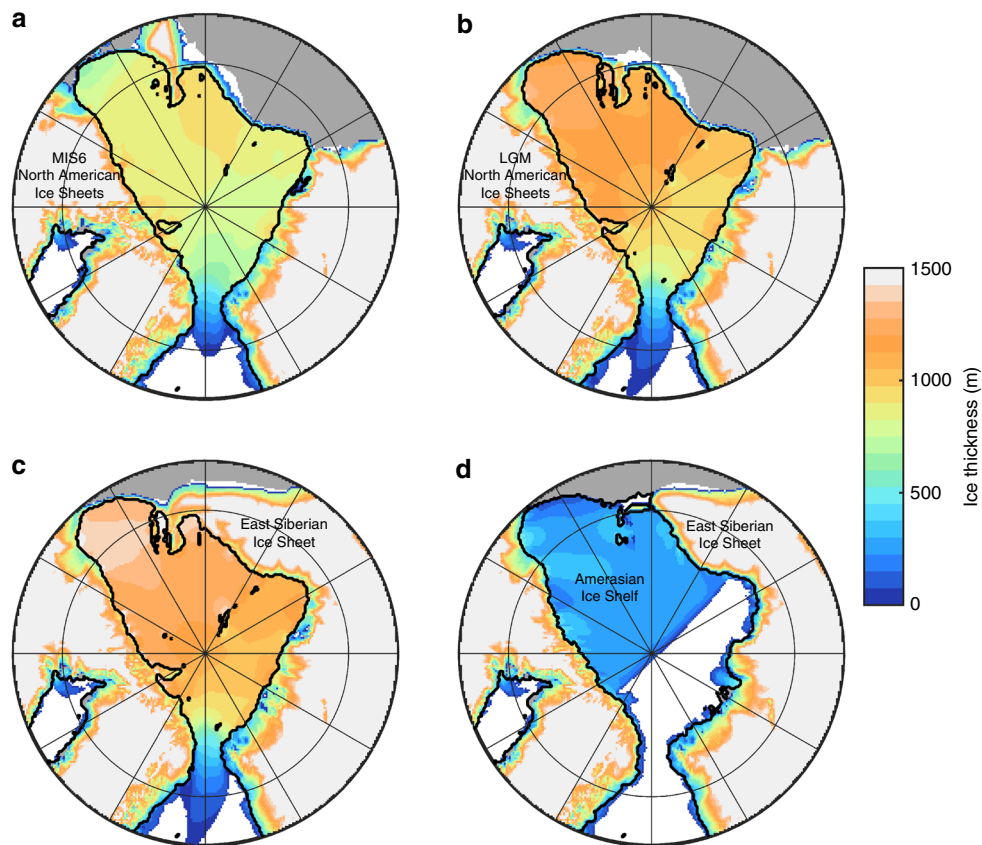 a
MIS6
North American
Ice Sheets
b
LGM
North American
Ice Sheets
c
East Siberian
Ice Sheet
d
East Siberian
Ice Sheet
Amerasian
Ice Shelf
1500
1000
500
0
Ice thickness (m)